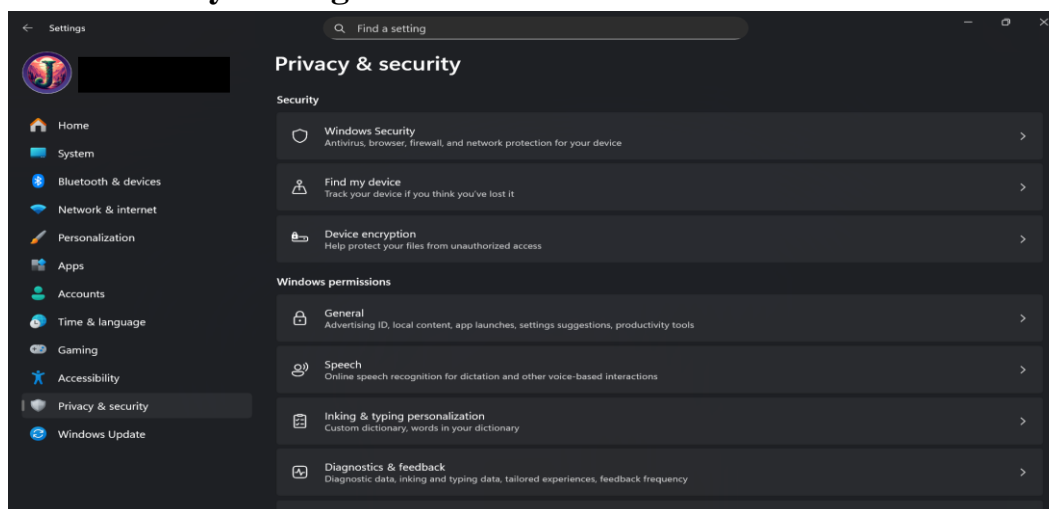 Settings
Find a setting
J
Privacy & security
Security
Home
System
Bluetooth & devices
Network & internet
Personalization
Apps
Accounts
Time & language
Gaming
Accessibility
Privacy & security
Windows Update
Windows Security
Antivirus, browser, firewall, and network protection for your device
Find my device
Track your device if you think you've lost it
Device encryption
Help protect your files from unauthorized access
Windows permissions
General
Advertising ID, local content, app launches, settings suggestions, productivity tools
Speech
Online speech recognition for dictation and other voice-based interactions
Inking & typing personalization
Custom dictionary, words in your dictionary
Diagnostics & feedback
Diagnostic data, inking and typing data, tailored experiences, feedback frequency